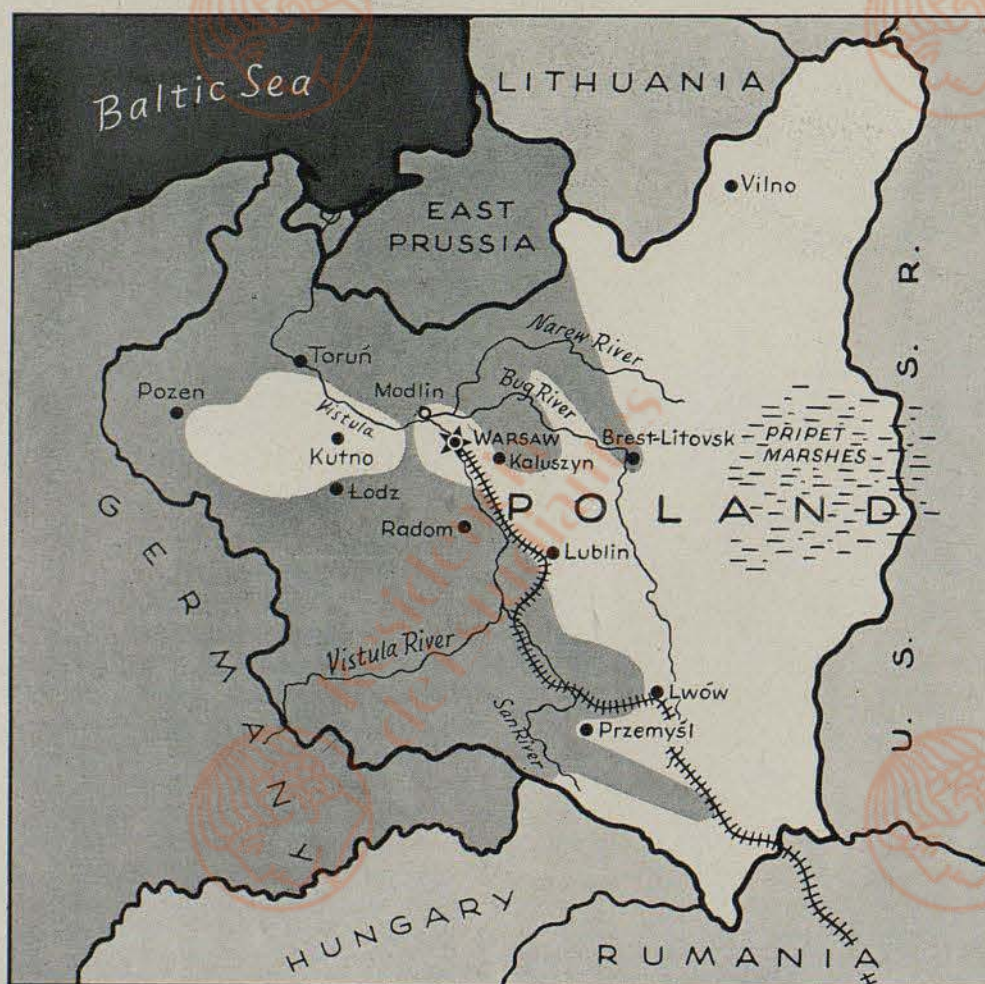 Baltic Sea
LITHUANIA
Vilno
EAST
PRUSSIA
U. S. S. R.
Narew River
Toruń
Bug River
Pozen
Modlin
Vistula
WARSAW
Brest-Litovsk
PRIPET
MARSHES
Kutno
Kaluszyn
Łodz
POLAND
Radom
Lublin
GERMANY
Vistula River
Lwów
San River
Przemyśl
HUNGARY
RUMANIA